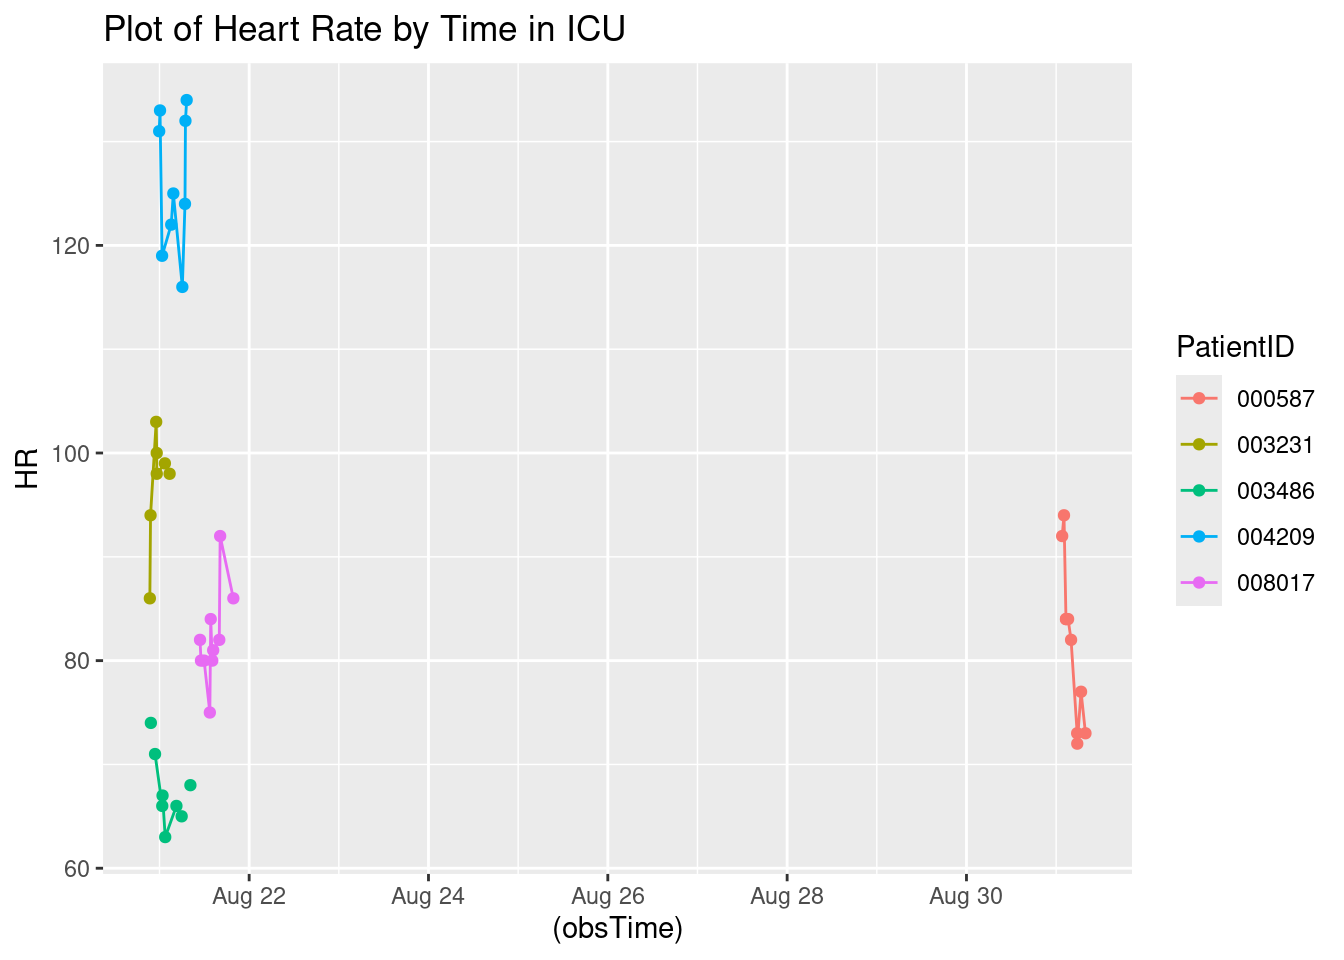 Plot of Heart Rate by Time in ICU
HR
120
100
80
60
Aug 22
Aug 24
Aug 26
Aug 28
Aug 30
(obsTime)
PatientID
000587
003231
003486
004209
008017